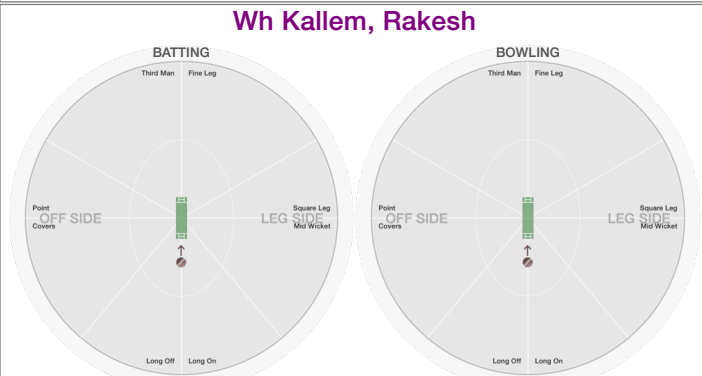 Wh Kallem, Rakesh
BATTING
Third Man Fine Leg
Point
OFF SIDE
Covers
Square Leg
LEG SIDE
Mid Wicket
Long Off Long On
BOWLING
Third Man Fine Leg
Point
OFF SIDE
Covers
Square Leg
LEG SIDE
Mid Wicket
Long Off Long On